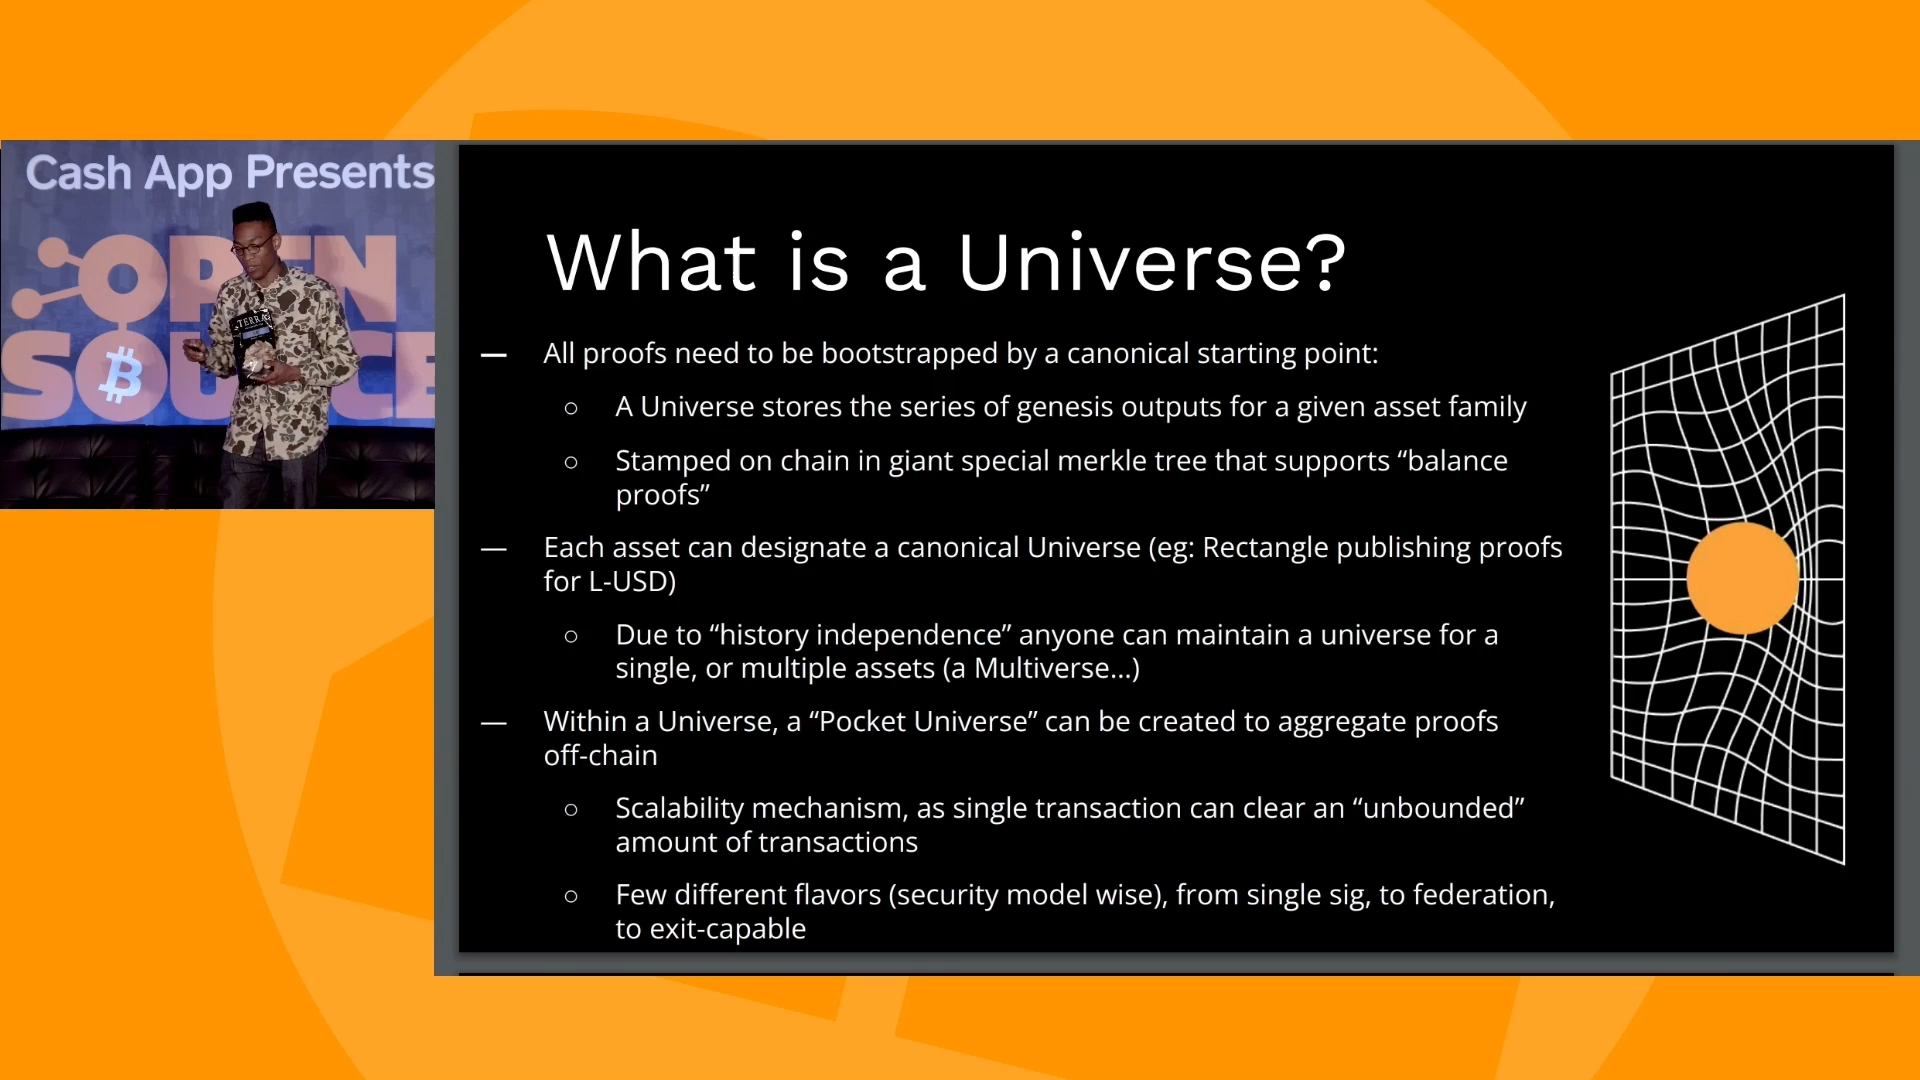 Cash App Presents
OPEN
SOURCE
TERRA
What is a Universe?
— All proofs need to be bootstrapped by a canonical starting point:
○ A Universe stores the series of genesis outputs for a given asset family
○ Stamped on chain in giant special merkle tree that supports “balance
proofs”
— Each asset can designate a canonical Universe (eg: Rectangle publishing proofs
for L-USD)
○ Due to “history independence” anyone can maintain a universe for a
single, or multiple assets (a Multiverse...)
— Within a Universe, a “Pocket Universe” can be created to aggregate proofs
off-chain
○ Scalability mechanism, as single transaction can clear an “unbounded”
amount of transactions
○ Few different flavors (security model wise), from single sig, to federation,
to exit-capable